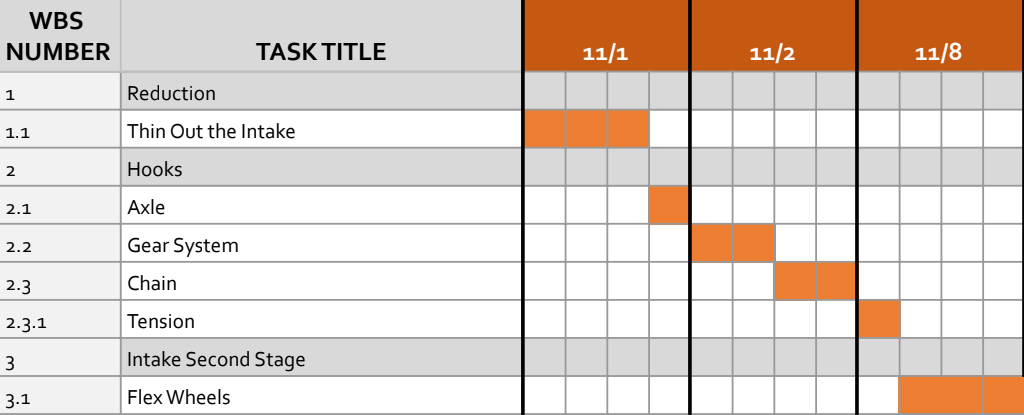 WBS
NUMBER
TASK TITLE
11/1
11/2
11/8
1 Reduction
1.1 Thin Out the Intake
2 Hooks
2.1 Axle
2.2 Gear System
2.3 Chain
2.3.1 Tension
3 Intake Second Stage
3.1 Flex Wheels